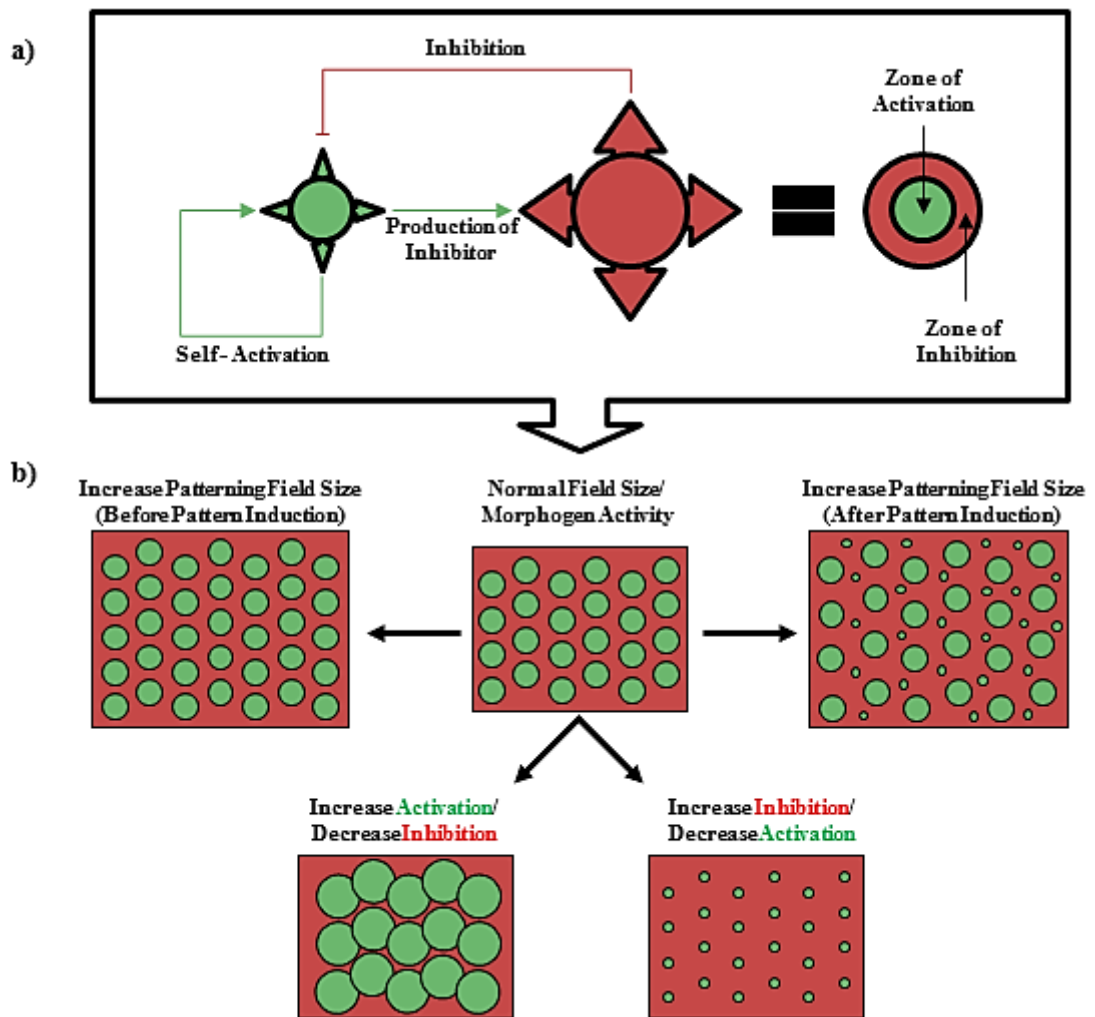 a)
Inhibition
Zone of
Activation
Production of
Inhibitor
Self-Activation
Zone of
Inhibition
b)
Increase Patterning Field Size
(Before Pattern Induction)
Normal Field Size/
Morphogen Activity
Increase Patterning Field Size
(After Pattern Induction)
Increase Activation/
Decrease Inhibition
Increase Inhibition/
Decrease Activation